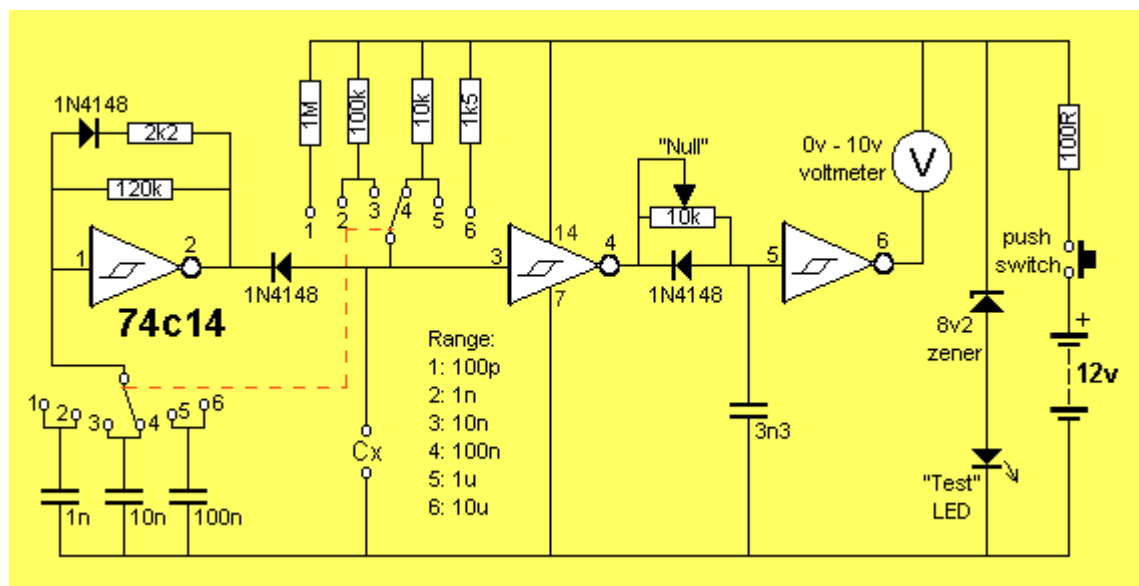 1N4148
2k2
120k
1
2
74c14
1N4148
1M
100k
10k
1k5
1
2
3
4
5
6
3
14
4
7
"Null"
10k
1N4148
5
6
0v - 10v
voltmeter
V
100R
push
switch
+
12v
8v2
zener
"Test"
LED
3n3
Range:
1: 100p
2: 1n
3: 10n
4: 100n
5: 1u
6: 10u
Cx
1
2
3
4
5
6
1n
10n
100n